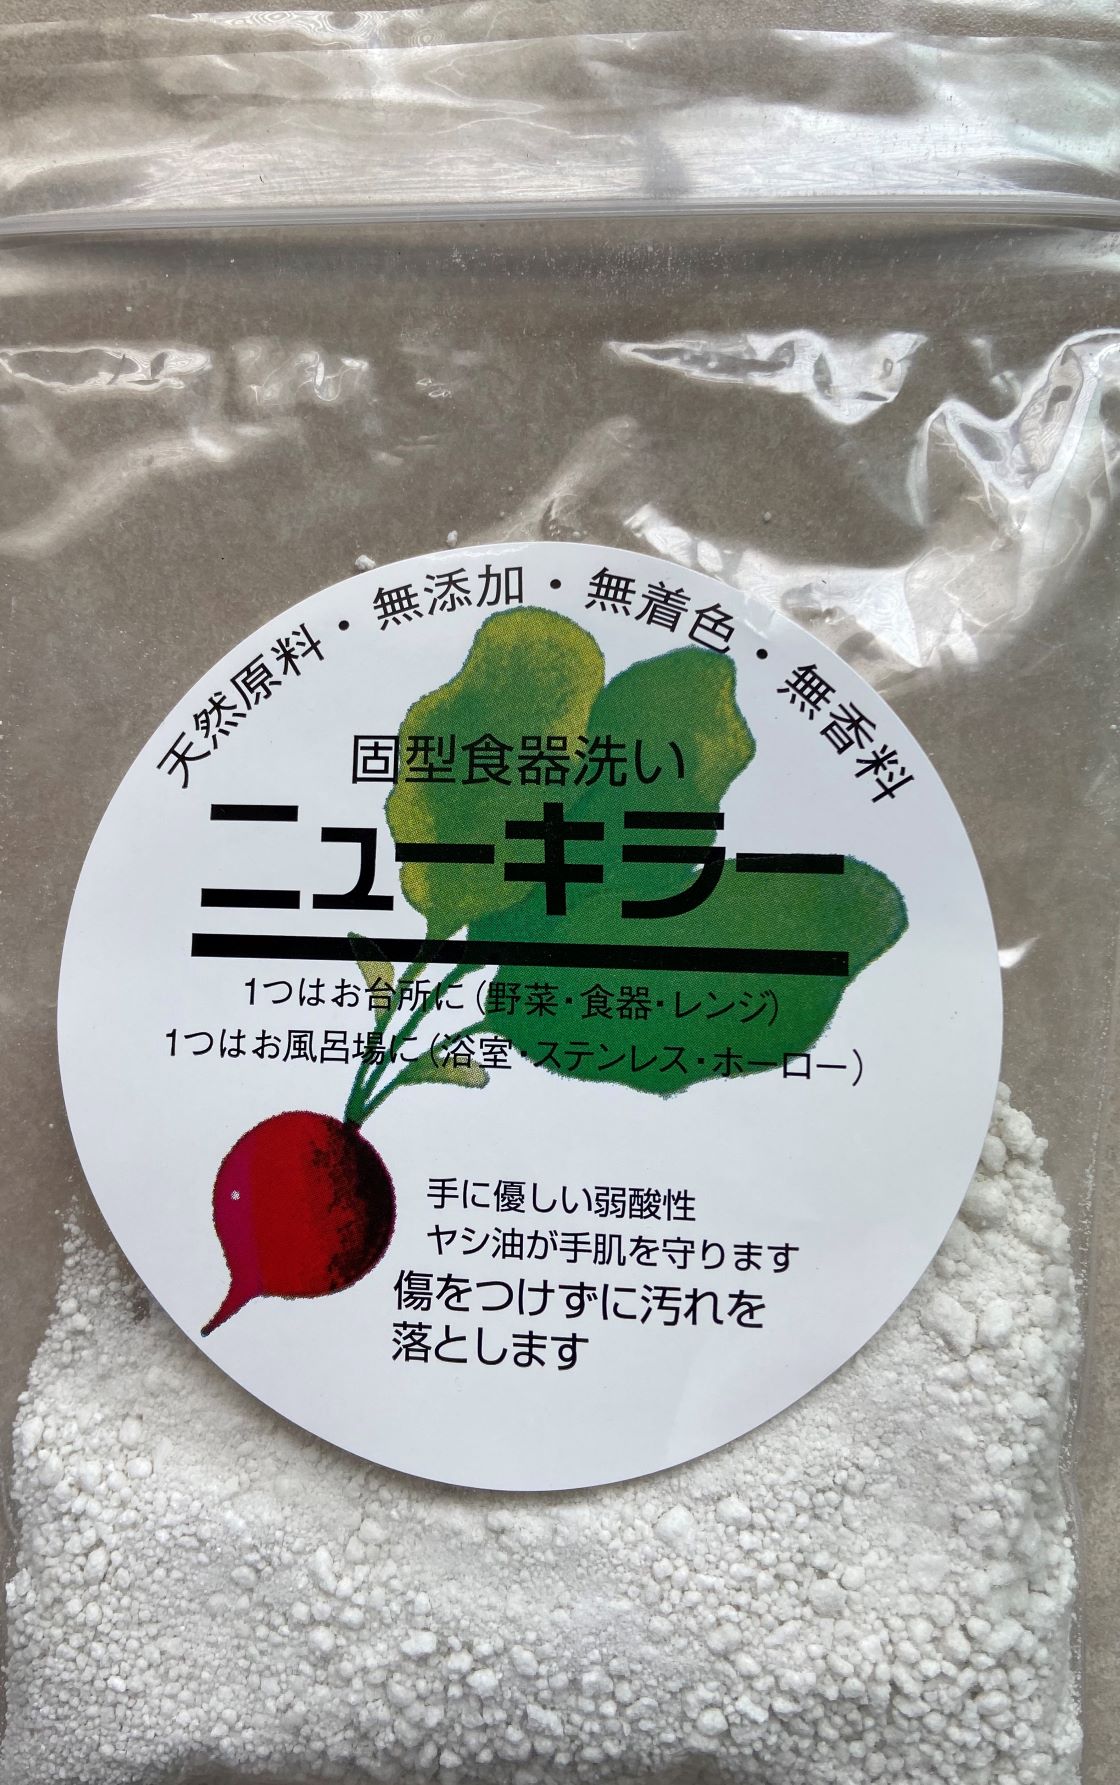 天然原料・無添加・無着色・無香料
固型食器洗い
ニューキラー
1つはお台所に(野菜・食器・レンジ)
1つはお風呂場に(浴室・ステンレス・ホーロー)
手に優しい弱酸性
ヤシ油が手肌を守ります
傷をつけずに汚れを
落とします